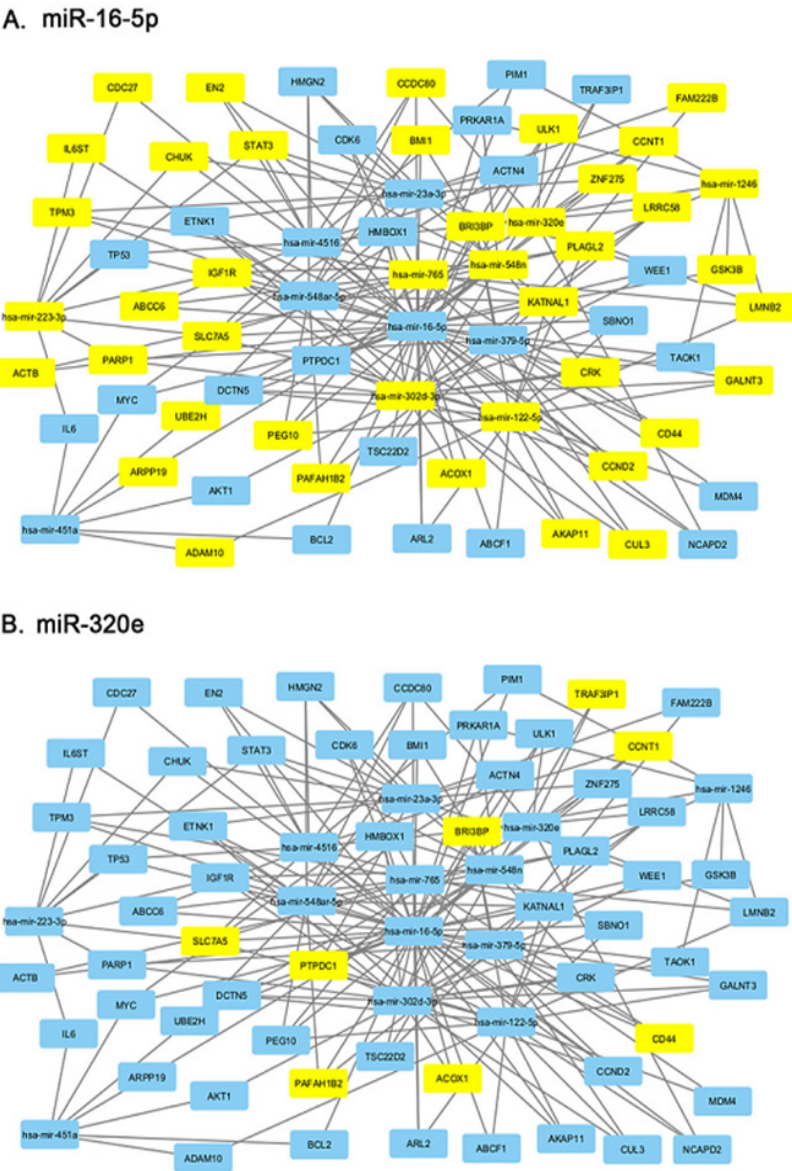 A. miR-16-5p
CDC27
EN2
HMGN2
CCDC80
PIM1
TRAF3IP1
FAM222B
IL6ST
CHUK
STAT3
CDK6
BMI1
PRKAR1A
ULK1
CCNT1
ACTN4
ZNF275
hsa-mir-1246
TPM3
ETNK1
hsa-mir-23a-3p
LRRC58
TP53
hsa-mir-4516
HMBOX1
BRI3BP
hsa-mir-320e
PLAGL2
IGF1R
hsa-mir-765
hsa-mir-548n
WEE1
GSK3B
ABCC6
hsa-mir-548ar-5p
KATNAL1
LMNB2
hsa-mir-223-3p
SLC7A5
hsa-mir-16-5p
hsa-mir-379-5p
SBNO1
ACTB
PARP1
PTPDC1
CRK
TAOK1
GALNT3
MYC
DCTN5
hsa-mir-302d-3p
UBE2H
hsa-mir-122-5p
IL6
PEG10
TSC22D2
CD44
ARPP19
AKT1
PAFAH1B2
ACOX1
CCND2
MDM4
hsa-mir-451a
ADAM10
BCL2
ARL2
ABCF1
AKAP11
CUL3
NCAPD2
B. miR-320e
CDC27
EN2
HMGN2
CCDC80
PIM1
TRAF3IP1
FAM222B
IL6ST
CHUK
STAT3
CDK6
BMI1
PRKAR1A
ULK1
CCNT1
ACTN4
ZNF275
hsa-mir-1246
TPM3
ETNK1
hsa-mir-23a-3p
LRRC58
TP53
hsa-mir-4516
HMBOX1
BRI3BP
hsa-mir-320e
PLAGL2
IGF1R
hsa-mir-765
hsa-mir-548n
WEE1
GSK3B
ABCC6
hsa-mir-548ar-5p
KATNAL1
LMNB2
hsa-mir-223-3p
SLC7A5
hsa-mir-16-5p
hsa-mir-379-5p
SBNO1
ACTB
PARP1
PTPDC1
CRK
TAOK1
GALNT3
MYC
DCTN5
hsa-mir-302d-3p
UBE2H
hsa-mir-122-5p
IL6
PEG10
TSC22D2
CD44
ARPP19
AKT1
PAFAH1B2
ACOX1
CCND2
MDM4
hsa-mir-451a
ADAM10
BCL2
ARL2
ABCF1
AKAP11
CUL3
NCAPD2